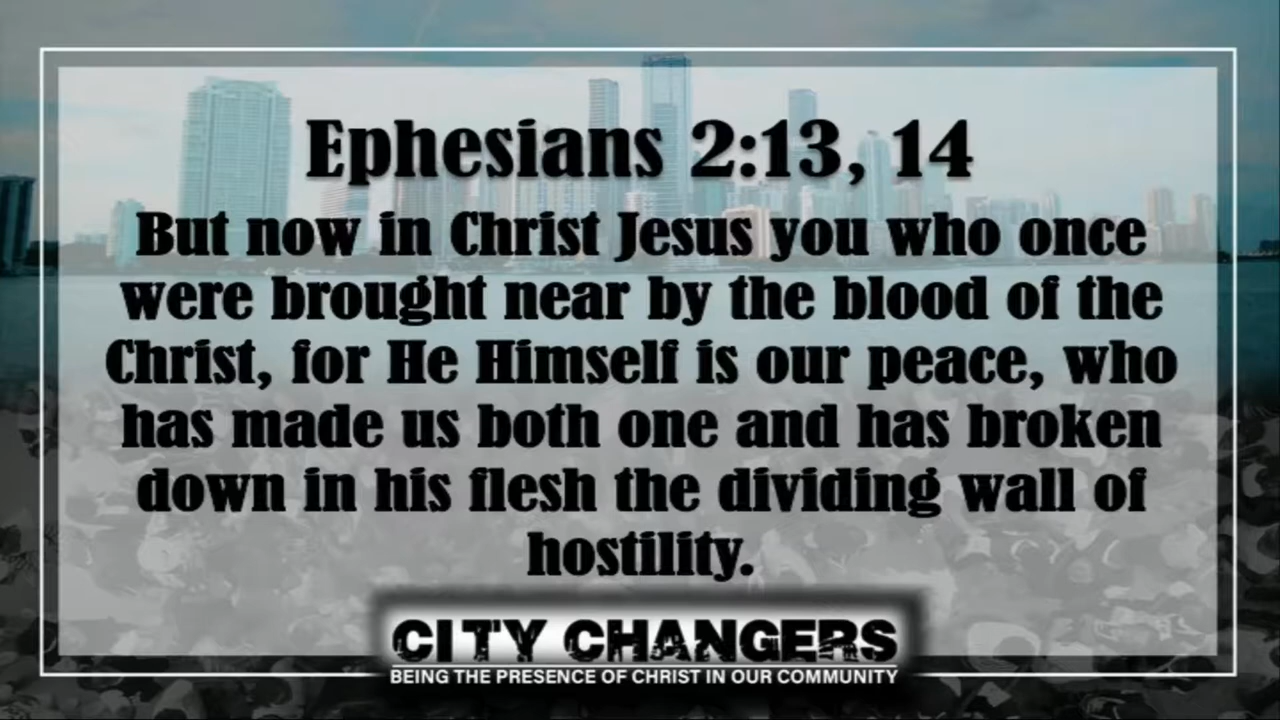 Ephesians 2:13, 14
But now in Christ Jesus you who once
were brought near by the blood of the
Christ, for He Himself is our peace, who
has made us both one and has broken
down in his flesh the dividing wall of
hostility.
CITY CHANGERS
BEING THE PRESENCE OF CHRIST IN OUR COMMUNITY